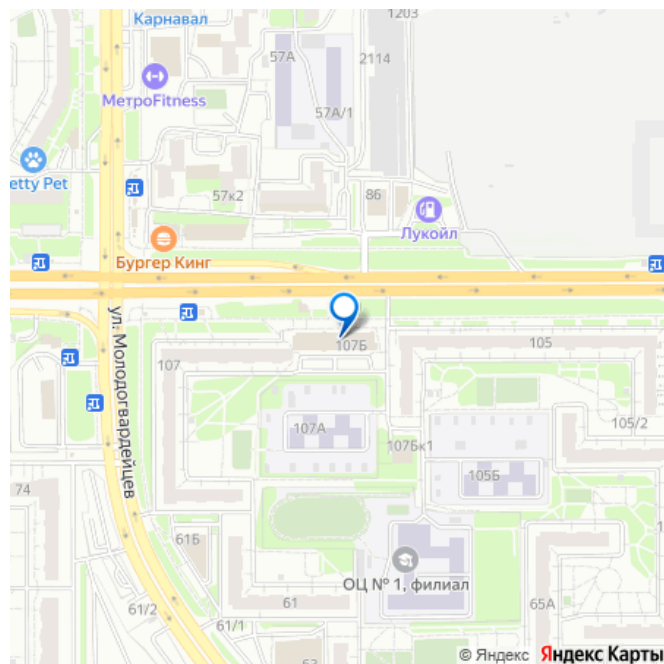 1203
Карнавал
57А
2114
МетроFitness
57А/1
etty Pet
57к2
86
Лукойл
Бургер Кинг
ул. Молодогвардейцев
107Б
105
107
107А
105/2
107Бк1
105Б
74
61Б
ОЦ № 1, филиал
61/2
61
65А
61/1
63
© Яндекс Яндекс Карты